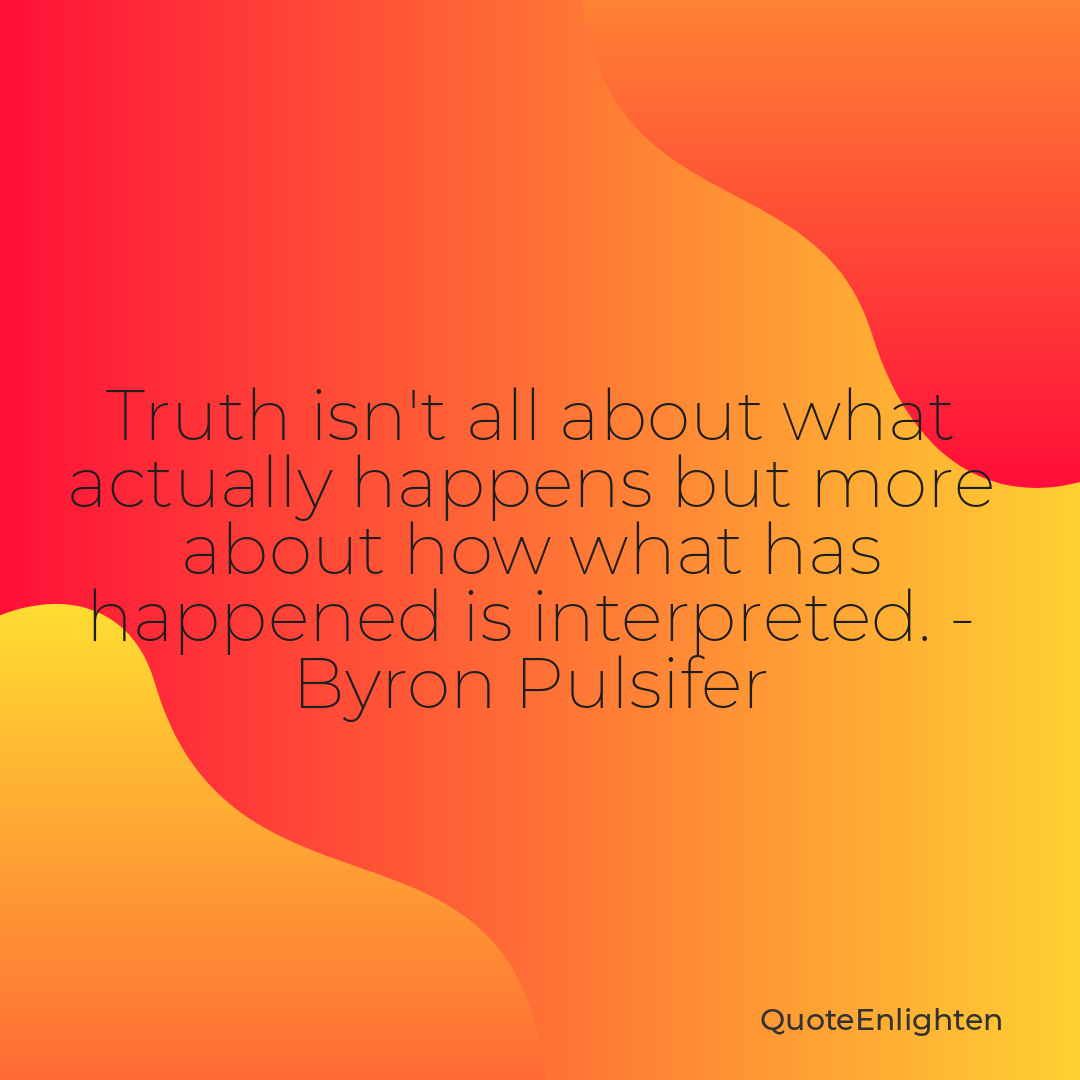 Truth isn't all about what
actually happens but more
about how what has
happened is interpreted. -
Byron Pulsifer
QuoteEnlighten